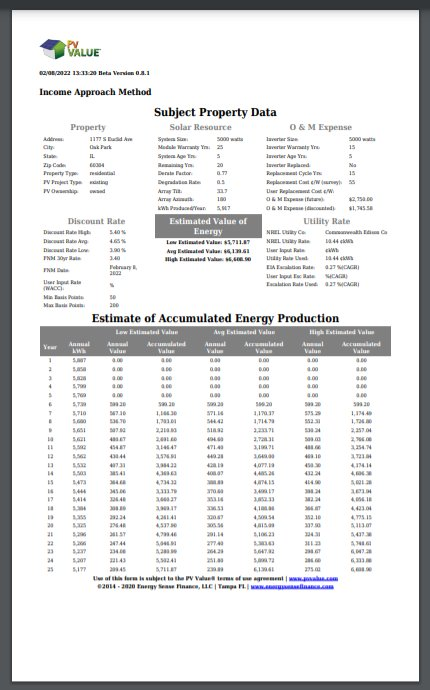 PV VALUE
02/08/2022 13:33:20 Beta Version 0.8.1
Income Approach Method
Subject Property Data
Property
Address: 1177 S Euclid Ave
City: Oak Park
State: IL
Zip Code: 60304
Property Type: residential
PV Project Type: existing
PV Ownership: owned
Solar Resource
System Size: 5000 watts
Module Warranty Yrs: 25
System Age Yrs: 5
Remaining Yrs: 20
Derate Factor: 0.77
Degradation Rate: 0.5
Array Tilt: 33.7
Array Azimuth: 180
kWh Produced/Year: 5,917
O & M Expense
Inverter Size: 5000 watts
Inverter Warranty Yrs: 15
Inverter Age Yrs: 5
Inverter Replaced: No
Replacement Cycle Yrs: 15
Replacement Cost ¢/W (survey): 55
User Replacement Cost ¢/W:
O & M Expense (future): $2,750.00
O & M Expense (discounted): $1,745.58
Discount Rate
Discount Rate High: 5.40 %
Discount Rate Avg: 4.65 %
Discount Rate Low: 3.90 %
FNM 30yr Rate: 3.40
FNM Date: February 8, 2022
User Input Rate (WACC): %
Min Basis Points: 50
Max Basis Points: 200
Estimated Value of
Energy
Low Estimated Value: $5,711.87
Avg Estimated Value: $6,139.61
High Estimated Value: $6,608.90
Utility Rate
NREL Utility Co: Commonwealth Edison Co
NREL Utility Rate: 10.44 ¢kWh
User Input Rate: ¢kWh
Utility Rate Used: 10.44 ¢kWh
EIA Escalation Rate: 0.27 %(CAGR)
User Input Esc Rate: %(CAGR)
Escalation Rate Used: 0.27 %(CAGR)
Estimate of Accumulated Energy Production
Low Estimated Value Avg Estimated Value High Estimated Value
Year Annual kWh Annual Value Accumulated Value Annual Value Accumulated Value Annual Value Accumulated Value
1 5,887 0.00 0.00 0.00 0.00 0.00 0.00
2 5,858 0.00 0.00 0.00 0.00 0.00 0.00
3 5,828 0.00 0.00 0.00 0.00 0.00 0.00
4 5,799 0.00 0.00 0.00 0.00 0.00 0.00
5 5,769 0.00 0.00 0.00 0.00 0.00 0.00
6 5,739 599.20 599.20 599.20 599.20 599.20 599.20
7 5,710 567.10 1,166.30 571.16 1,170.37 575.29 1,174.49
8 5,680 536.70 1,703.01 544.42 1,714.79 552.31 1,726.80
9 5,651 507.92 2,210.93 518.92 2,233.71 530.24 2,257.04
10 5,621 480.67 2,691.60 494.60 2,728.31 509.03 2,766.08
11 5,592 454.87 3,146.47 471.40 3,199.71 488.66 3,254.74
12 5,562 430.44 3,576.91 449.28 3,649.00 469.10 3,723.84
13 5,532 407.31 3,984.22 428.19 4,077.19 450.30 4,174.14
14 5,503 385.41 4,369.63 408.07 4,485.26 432.24 4,606.38
15 5,473 364.68 4,734.32 388.89 4,874.15 414.90 5,021.28
16 5,444 345.06 3,333.79 370.60 3,499.17 398.24 3,673.94
17 5,414 326.48 3,660.27 353.16 3,852.33 382.24 4,056.18
18 5,384 308.89 3,969.17 336.53 4,188.86 366.87 4,423.04
19 5,355 292.24 4,261.41 320.67 4,509.54 352.10 4,775.15
20 5,325 276.48 4,537.90 305.56 4,815.09 337.93 5,113.07
21 5,296 261.57 4,799.46 291.14 5,106.23 324.31 5,437.38
22 5,266 247.44 5,046.91 277.40 5,383.63 311.23 5,748.61
23 5,237 234.08 5,280.99 264.29 5,647.92 298.67 6,047.28
24 5,207 221.43 5,502.41 251.80 5,899.72 286.60 6,333.88
25 5,177 209.45 5,711.87 239.89 6,139.61 275.02 6,608.90
Use of this form is subject to the PV Value® terms of use agreement | www.pvvalue.com
©2014 - 2020 Energy Sense Finance, LLC | Tampa FL | www.energysensefinance.com